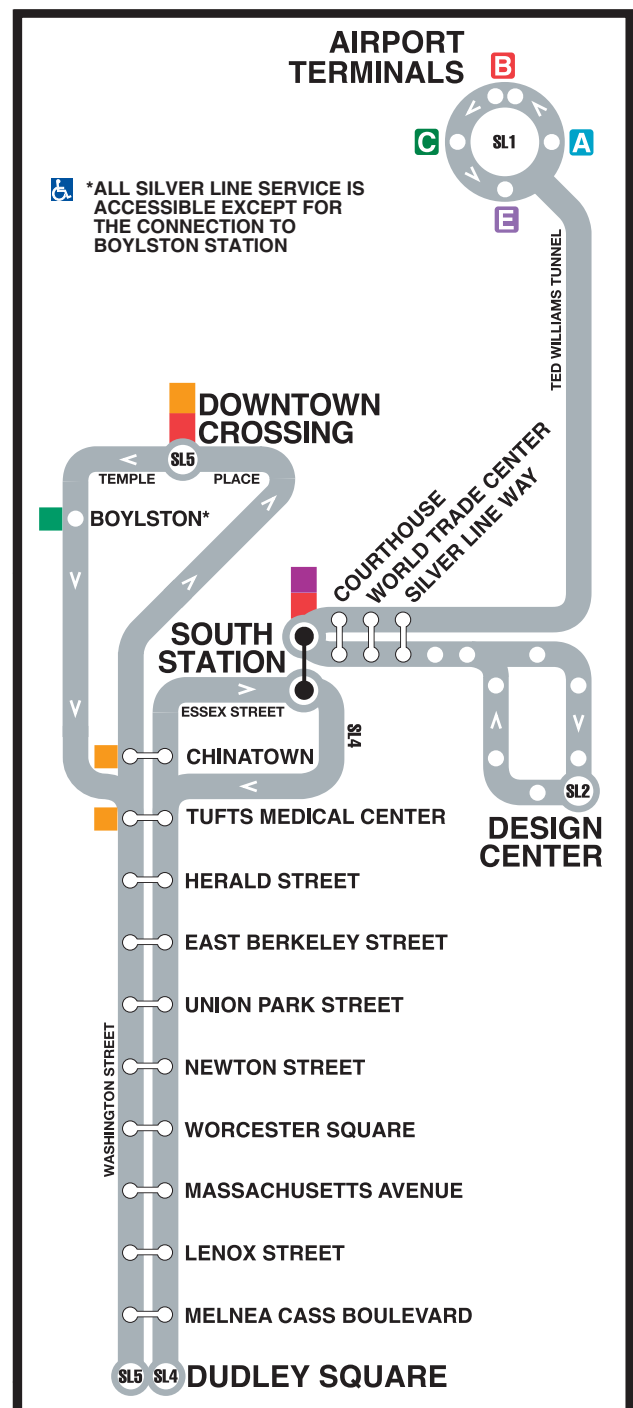 AIRPORT
TERMINALS
B
C
SL1
A
E
*ALL SILVER LINE SERVICE IS
ACCESSIBLE EXCEPT FOR
THE CONNECTION TO
BOYLSTON STATION
TED WILLIAMS TUNNEL
DOWNTOWN
CROSSING
SL5
TEMPLE
PLACE
BOYLSTON*
COURTHOUSE
WORLD TRADE CENTER
SILVER LINE WAY
SOUTH
STATION
ESSEX STREET
SL4
CHINATOWN
SL2
DESIGN
CENTER
TUFTS MEDICAL CENTER
HERALD STREET
EAST BERKELEY STREET
UNION PARK STREET
WASHINGTON STREET
NEWTON STREET
WORCESTER SQUARE
MASSACHUSETTS AVENUE
LENOX STREET
MELNEA CASS BOULEVARD
SL5
SL4
DUDLEY SQUARE